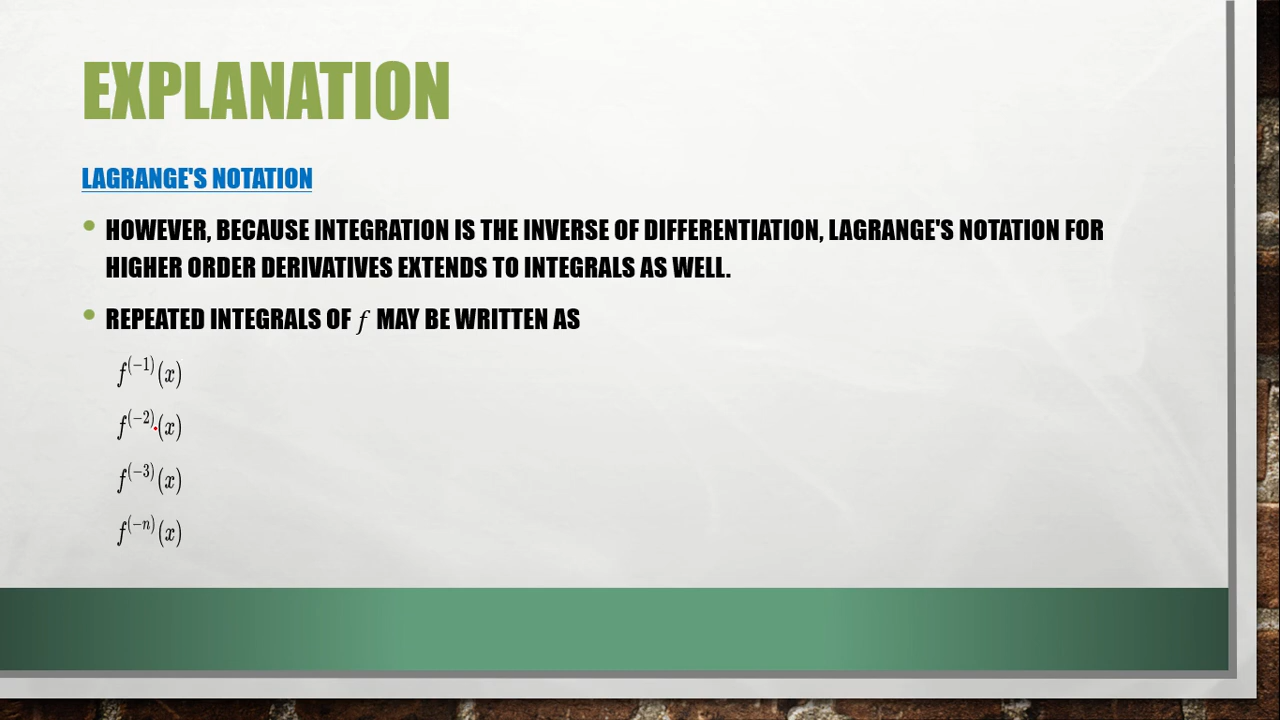 EXPLANATION
LAGRANGE'S NOTATION
• HOWEVER, BECAUSE INTEGRATION IS THE INVERSE OF DIFFERENTIATION, LAGRANGE'S NOTATION FOR
HIGHER ORDER DERIVATIVES EXTENDS TO INTEGRALS AS WELL.
• REPEATED INTEGRALS OF f MAY BE WRITTEN AS
f^(−1)(x)
f^(−2)(x)
f^(−3)(x)
f^(−n)(x)